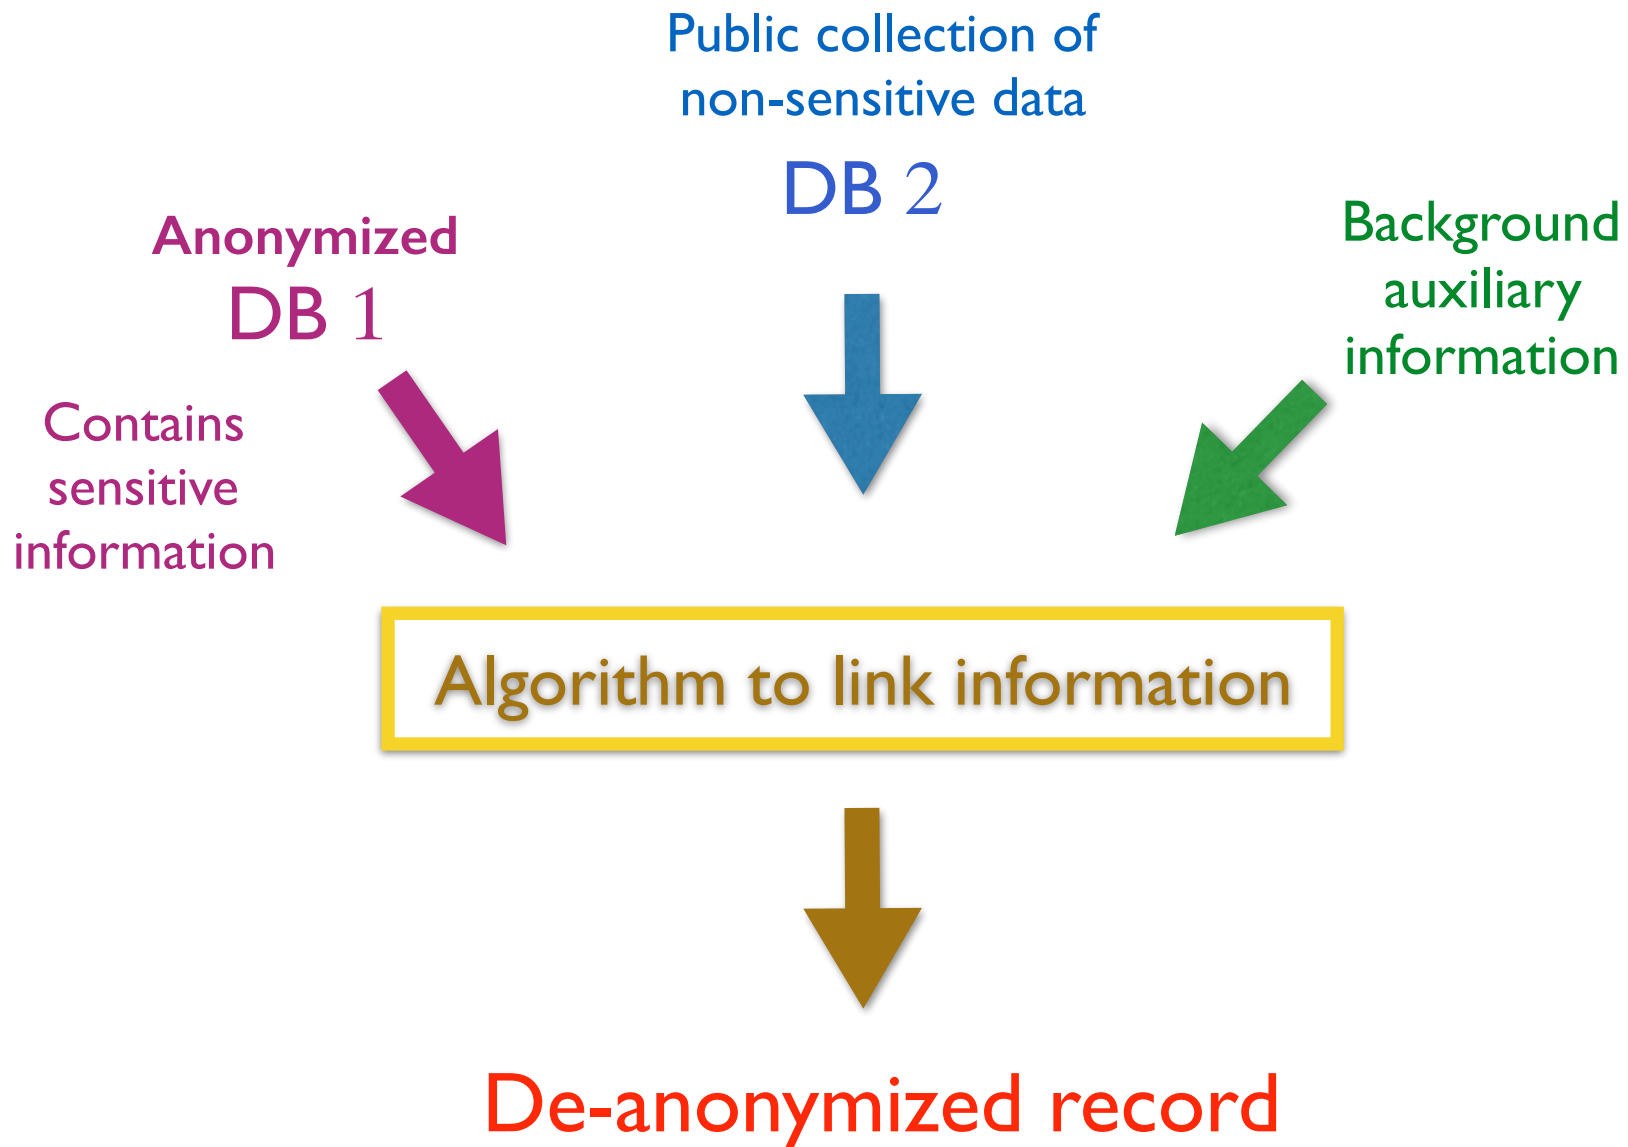 Public collection of
non-sensitive data
DB 2
Anonymized
DB 1
Contains
sensitive
information
Background
auxiliary
information
Algorithm to link information
De-anonymized record